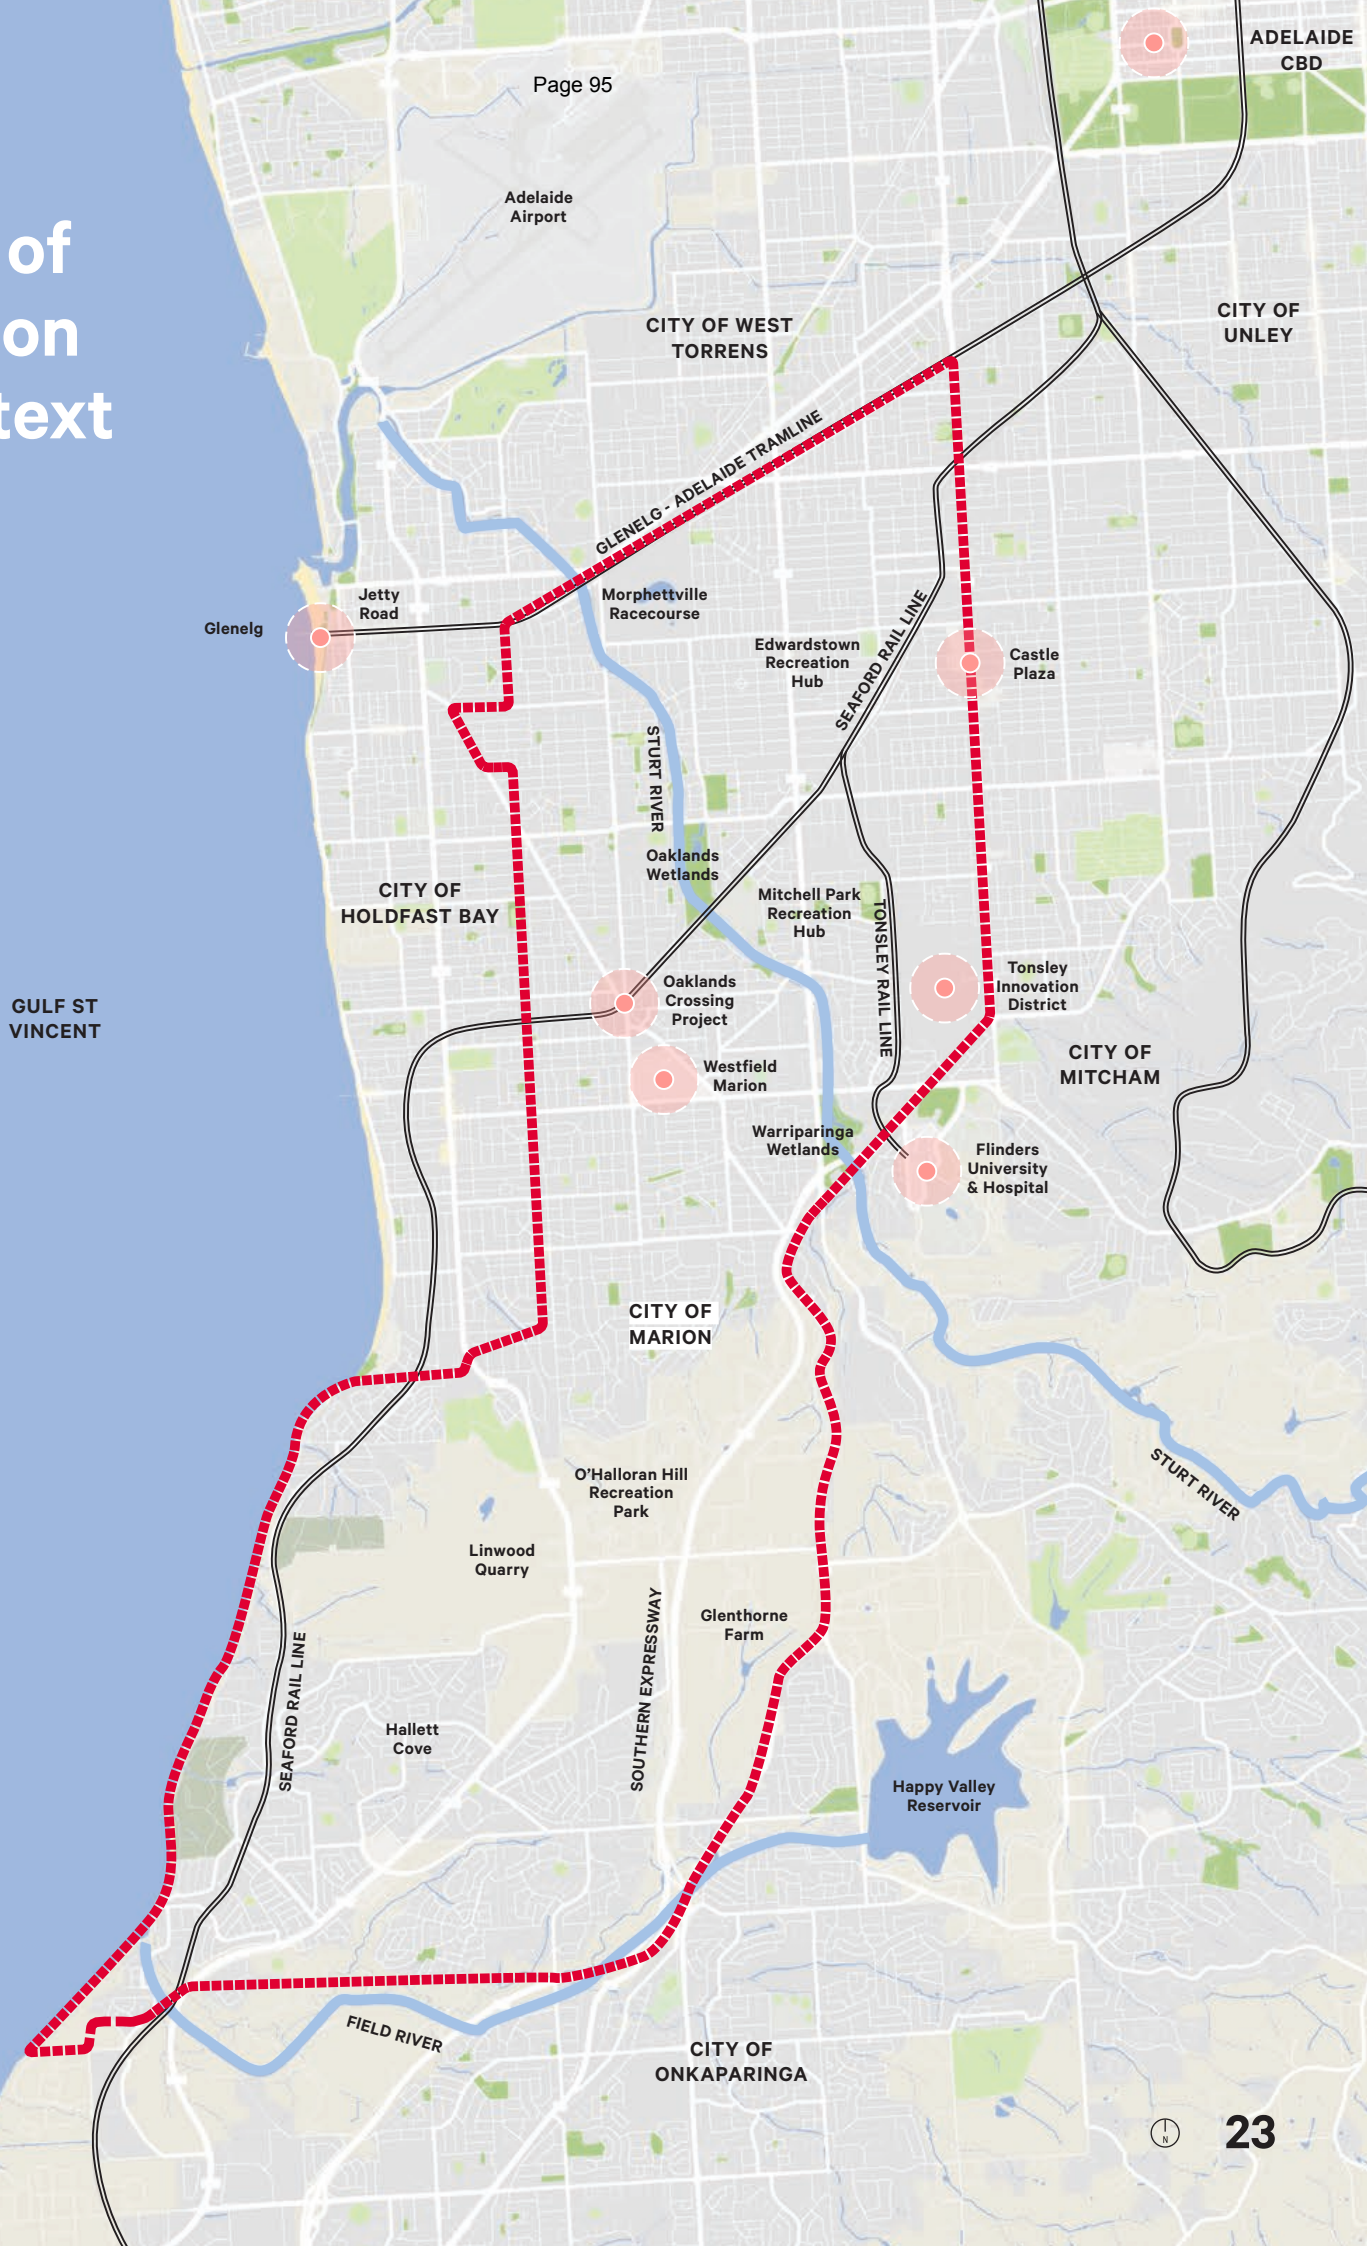 ADELAIDE
CBD
Page 95
Adelaide
Airport
of
on
text
CITY OF WEST
TORRENS
CITY OF
UNLEY
GLENELG - ADELAIDE TRAMLINE
Jetty
Road
Glenelg
Morphettville
Racecourse
Edwardstown
Recreation
Hub
SEAFORD RAIL LINE
Castle
Plaza
STURT RIVER
Oaklands
Wetlands
CITY OF
HOLDFAST BAY
Mitchell Park
Recreation
Hub
TONSLEY RAIL LINE
Oaklands
Crossing
Project
Tonsley
Innovation
District
GULF ST
VINCENT
CITY OF
MITCHAM
Westfield
Marion
Warriparinga
Wetlands
Flinders
University
& Hospital
CITY OF
MARION
STURT RIVER
O'Halloran Hill
Recreation
Park
Linwood
Quarry
Glenthorne
Farm
SOUTHERN EXPRESSWAY
SEAFORD RAIL LINE
Hallett
Cove
Happy Valley
Reservoir
FIELD RIVER
CITY OF
ONKAPARINGA
N
23